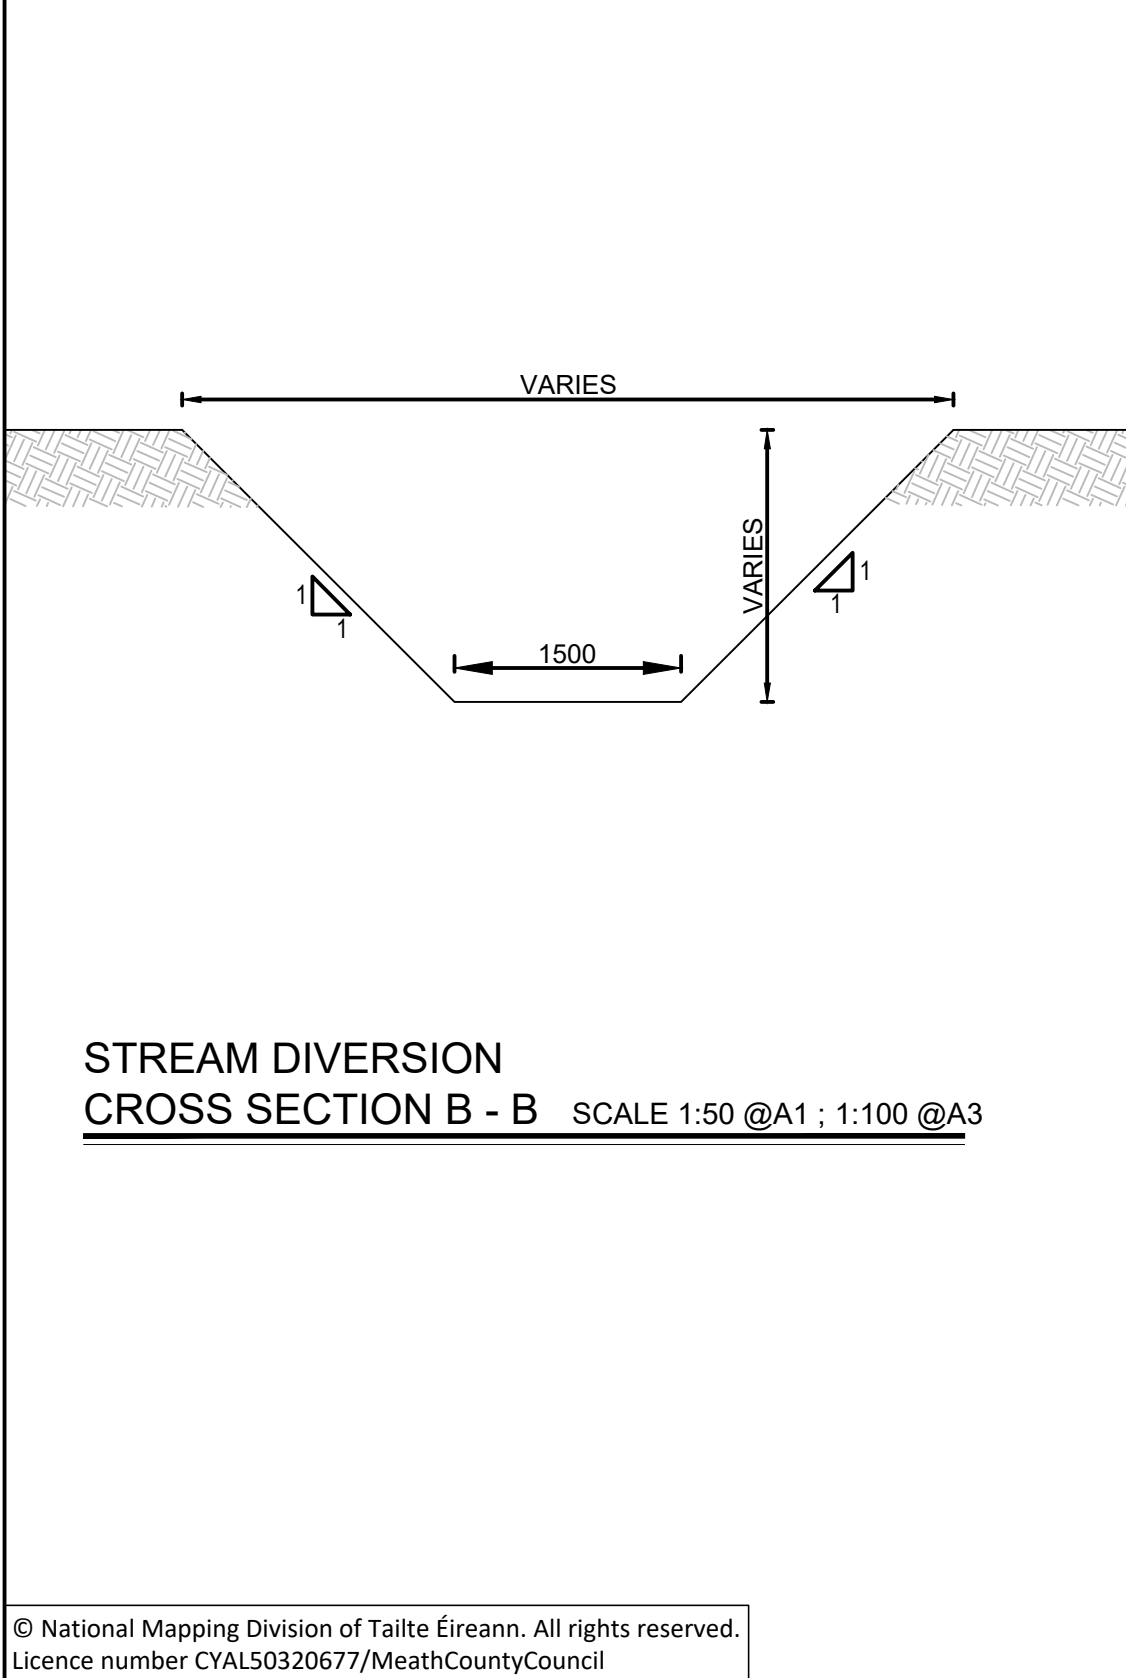 VARIES
VARIES
1
1
1
1
1500
STREAM DIVERSION
CROSS SECTION B - B SCALE 1:50 @A1 ; 1:100 @A3
© National Mapping Division of Tailte Éireann. All rights reserved.
Licence number CYAL50320677/MeathCountyCouncil